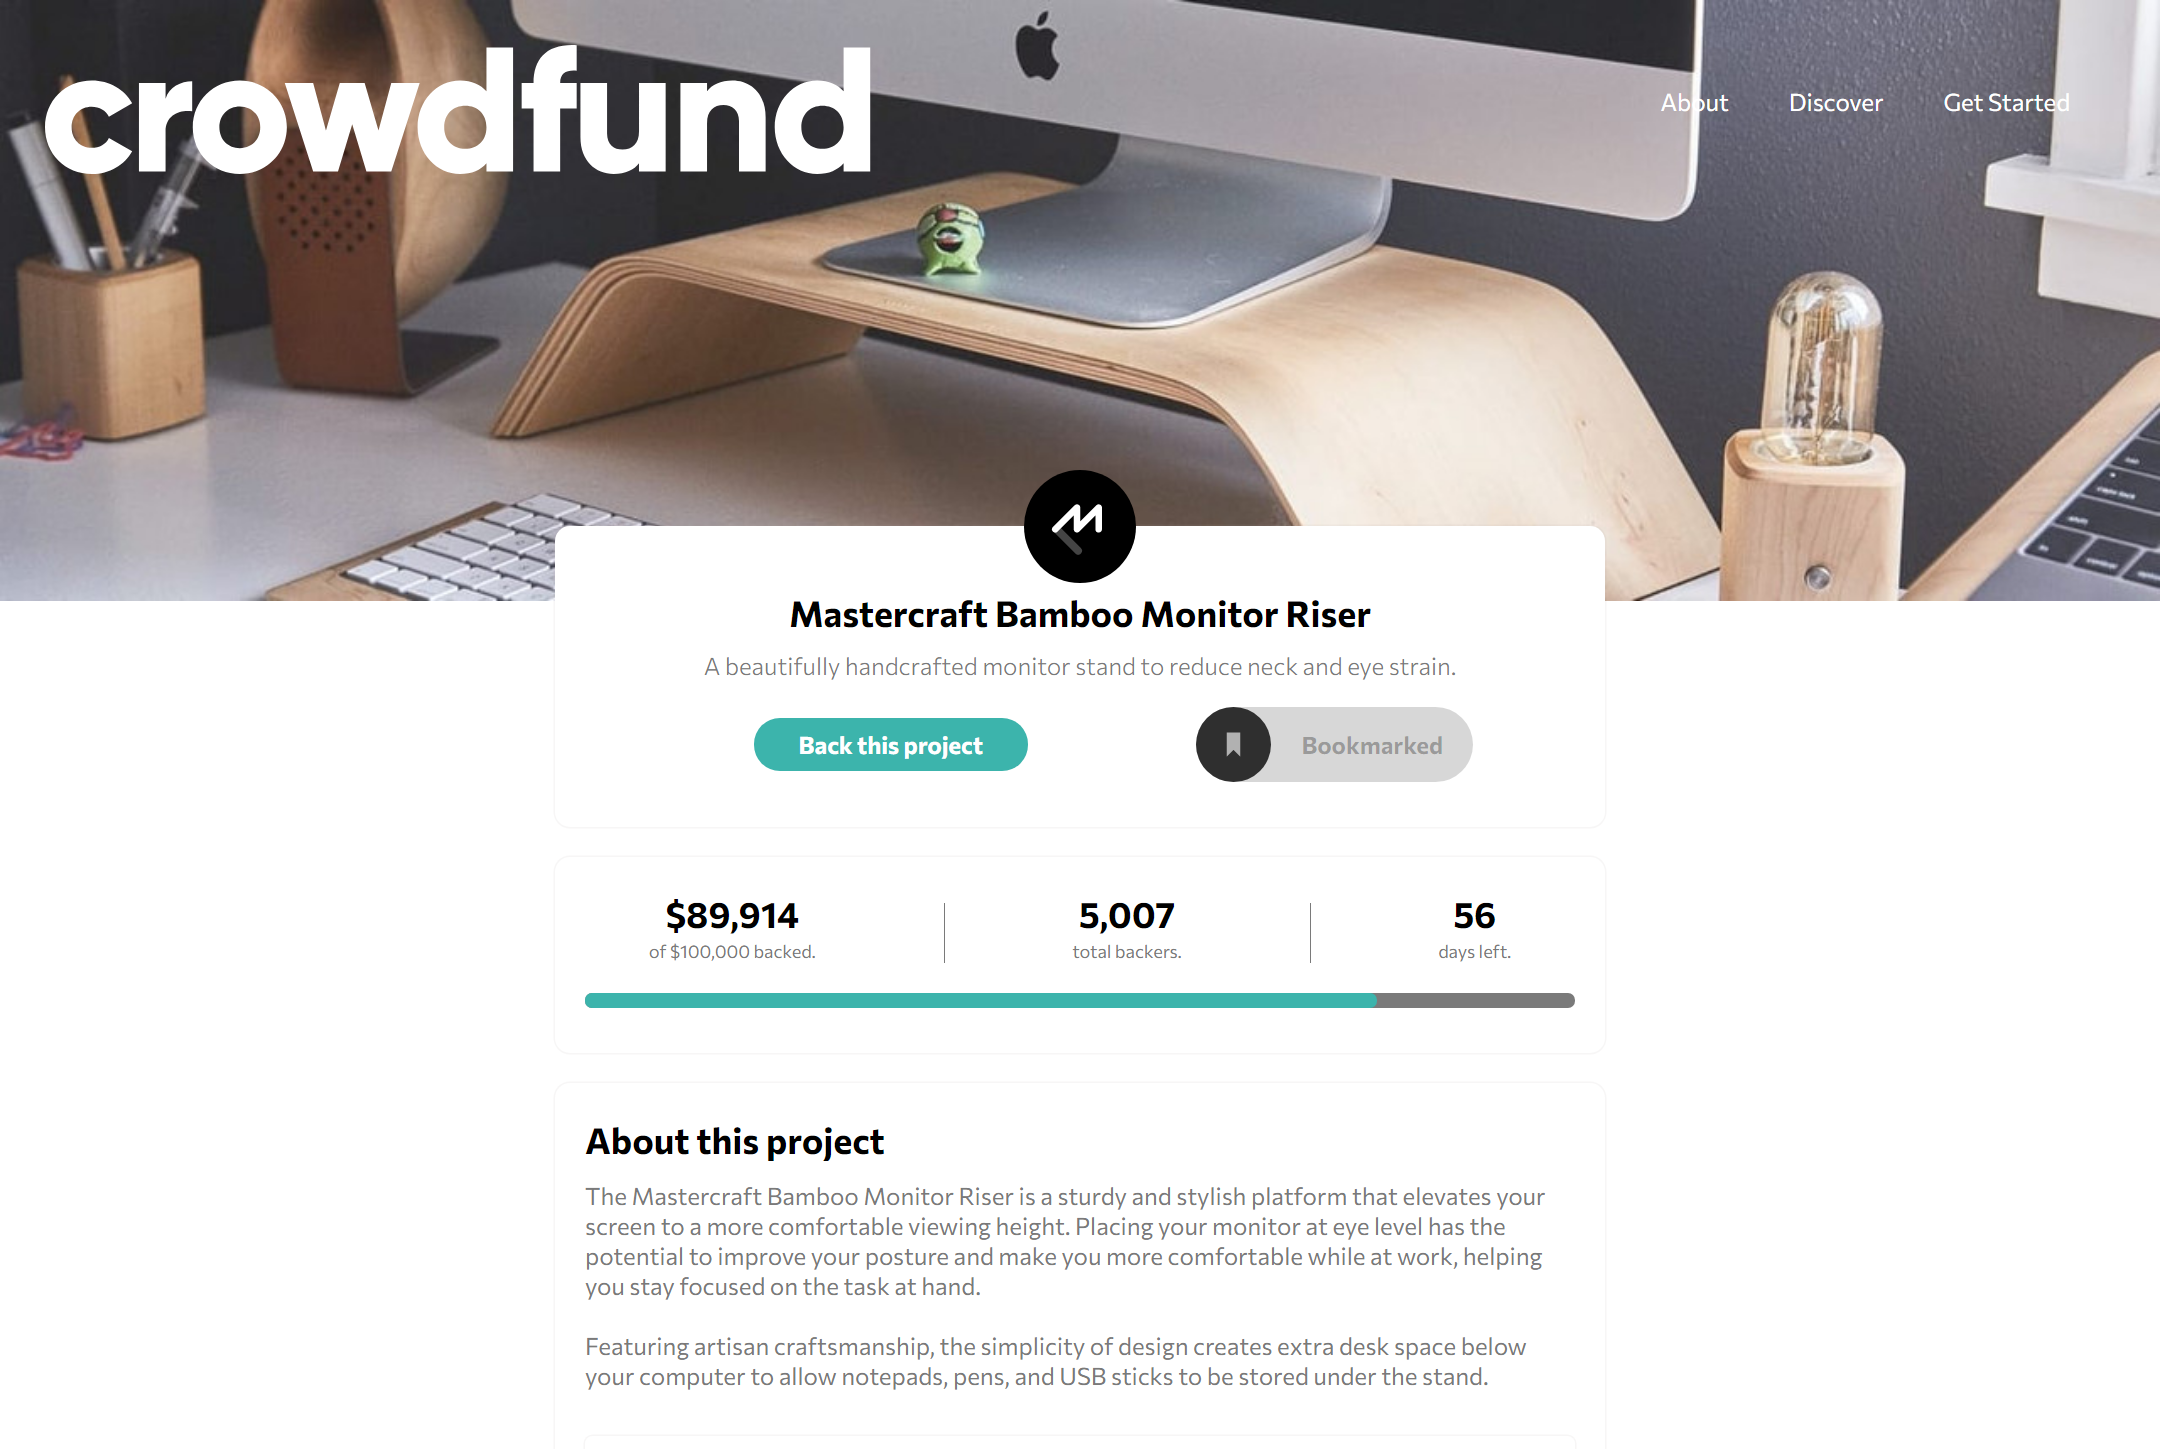 crowdfund
About
Discover
Get Started
Mastercraft Bamboo Monitor Riser
A beautifully handcrafted monitor stand to reduce neck and eye strain.
Back this project
Bookmarked
$89,914
of $100,000 backed.
5,007
total backers.
56
days left.
About this project
The Mastercraft Bamboo Monitor Riser is a sturdy and stylish platform that elevates your
screen to a more comfortable viewing height. Placing your monitor at eye level has the
potential to improve your posture and make you more comfortable while at work, helping
you stay focused on the task at hand.
Featuring artisan craftsmanship, the simplicity of design creates extra desk space below
your computer to allow notepads, pens, and USB sticks to be stored under the stand.